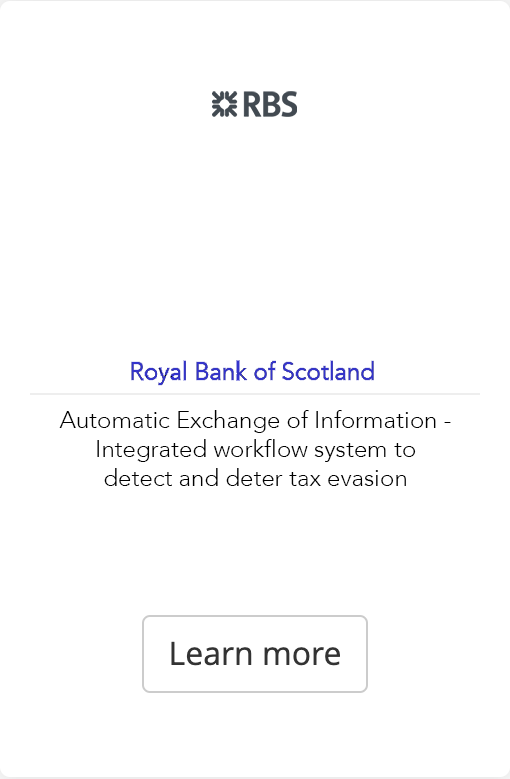 RBS
Royal Bank of Scotland
Automatic Exchange of Information -
Integrated workflow system to
detect and deter tax evasion
Learn more